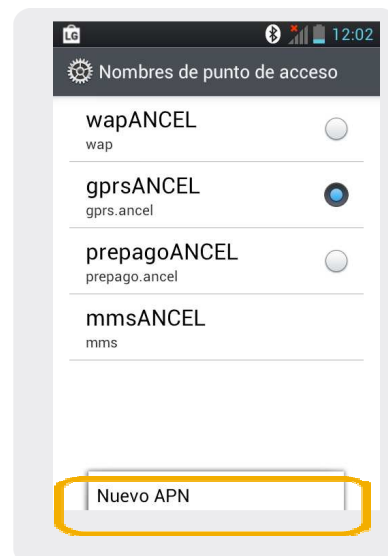 LG 12:02
Nombres de punto de acceso
wapANCEL
wap
gprsANCEL
gprs.ancel
prepagoANCEL
prepago.ancel
mmsANCEL
mms
Nuevo APN